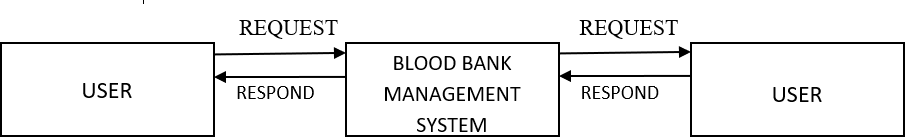 REQUEST
REQUEST
USER
RESPOND
BLOOD BANK
MANAGEMENT
SYSTEM
RESPOND
USER